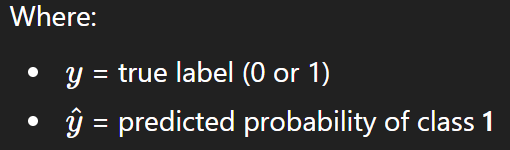 Where:
• y = true label (0 or 1)
• ŷ = predicted probability of class 1